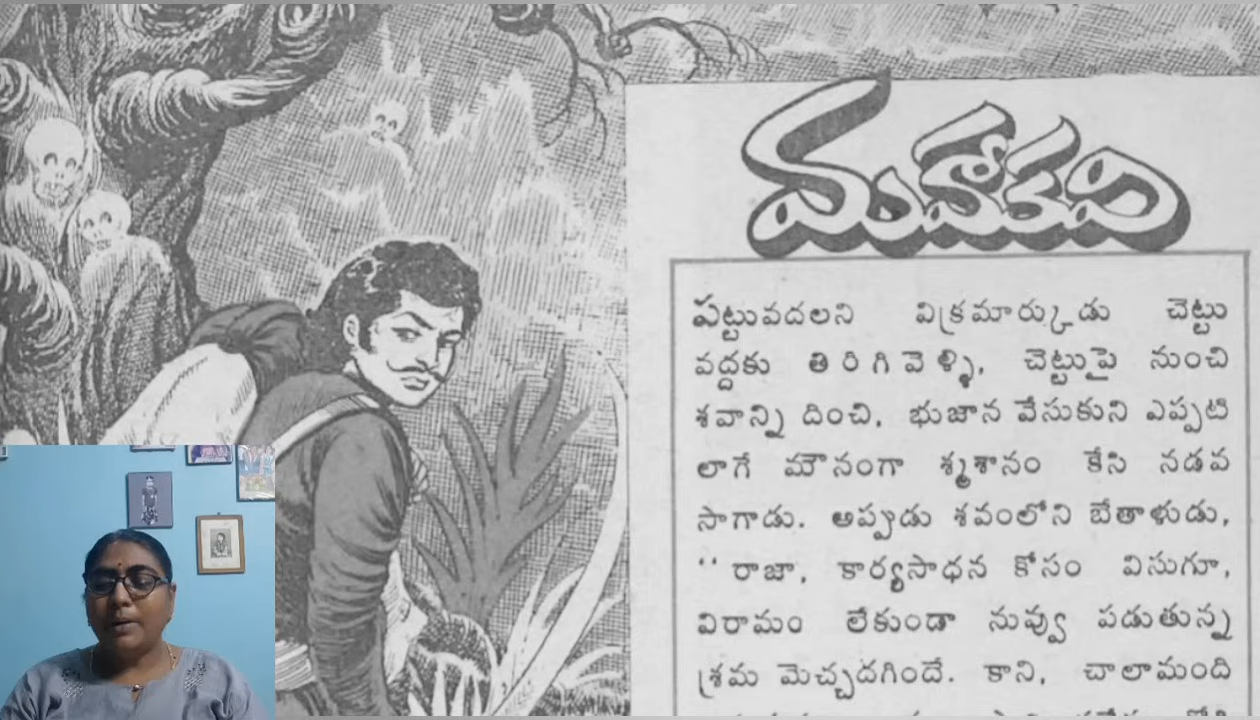 మహాకవి
పట్టువదలని విక్రమార్కుడు చెట్టు
వద్దకు తిరిగివెళ్ళి, చెట్టుపై నుంచి
శవాన్ని దించి, భుజాన వేసుకుని ఎప్పటి
లాగే మౌనంగా శ్మశానం కేసి నడవ
సాగాడు. అప్పుడు శవంలోని బేతాళుడు,
“రాజా, కార్యసాధన కోసం విసుగూ,
విరామం లేకుండా నువ్వు పడుతున్న
శ్రమ మెచ్చదగిందే. కాని, చాలామంది